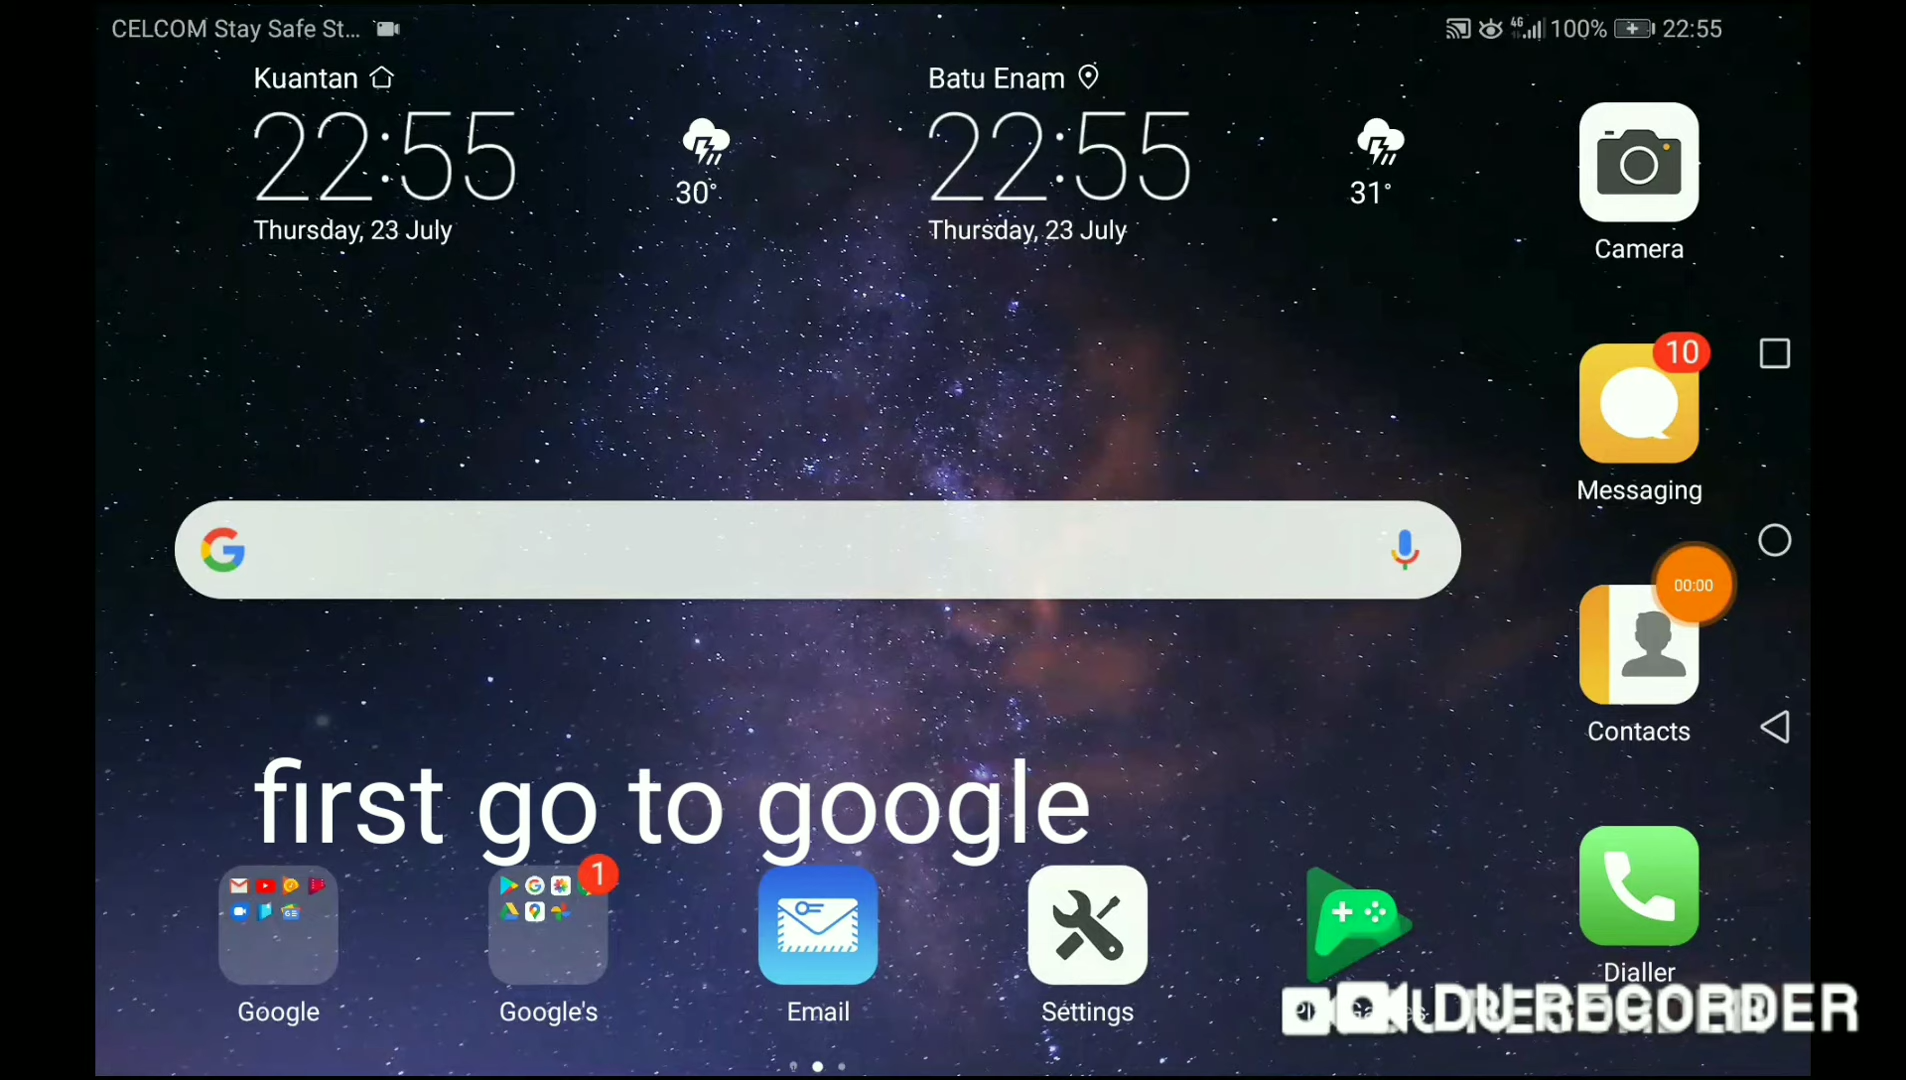 CELCOM Stay Safe St...
100% 22:55
Kuantan
22:55
30°
Thursday, 23 July
Batu Enam
22:55
31°
Thursday, 23 July
Camera
10
Messaging
00:00
Contacts
first go to google
1
Dialler
Google
Google's
Email
Settings
DU RECORDER